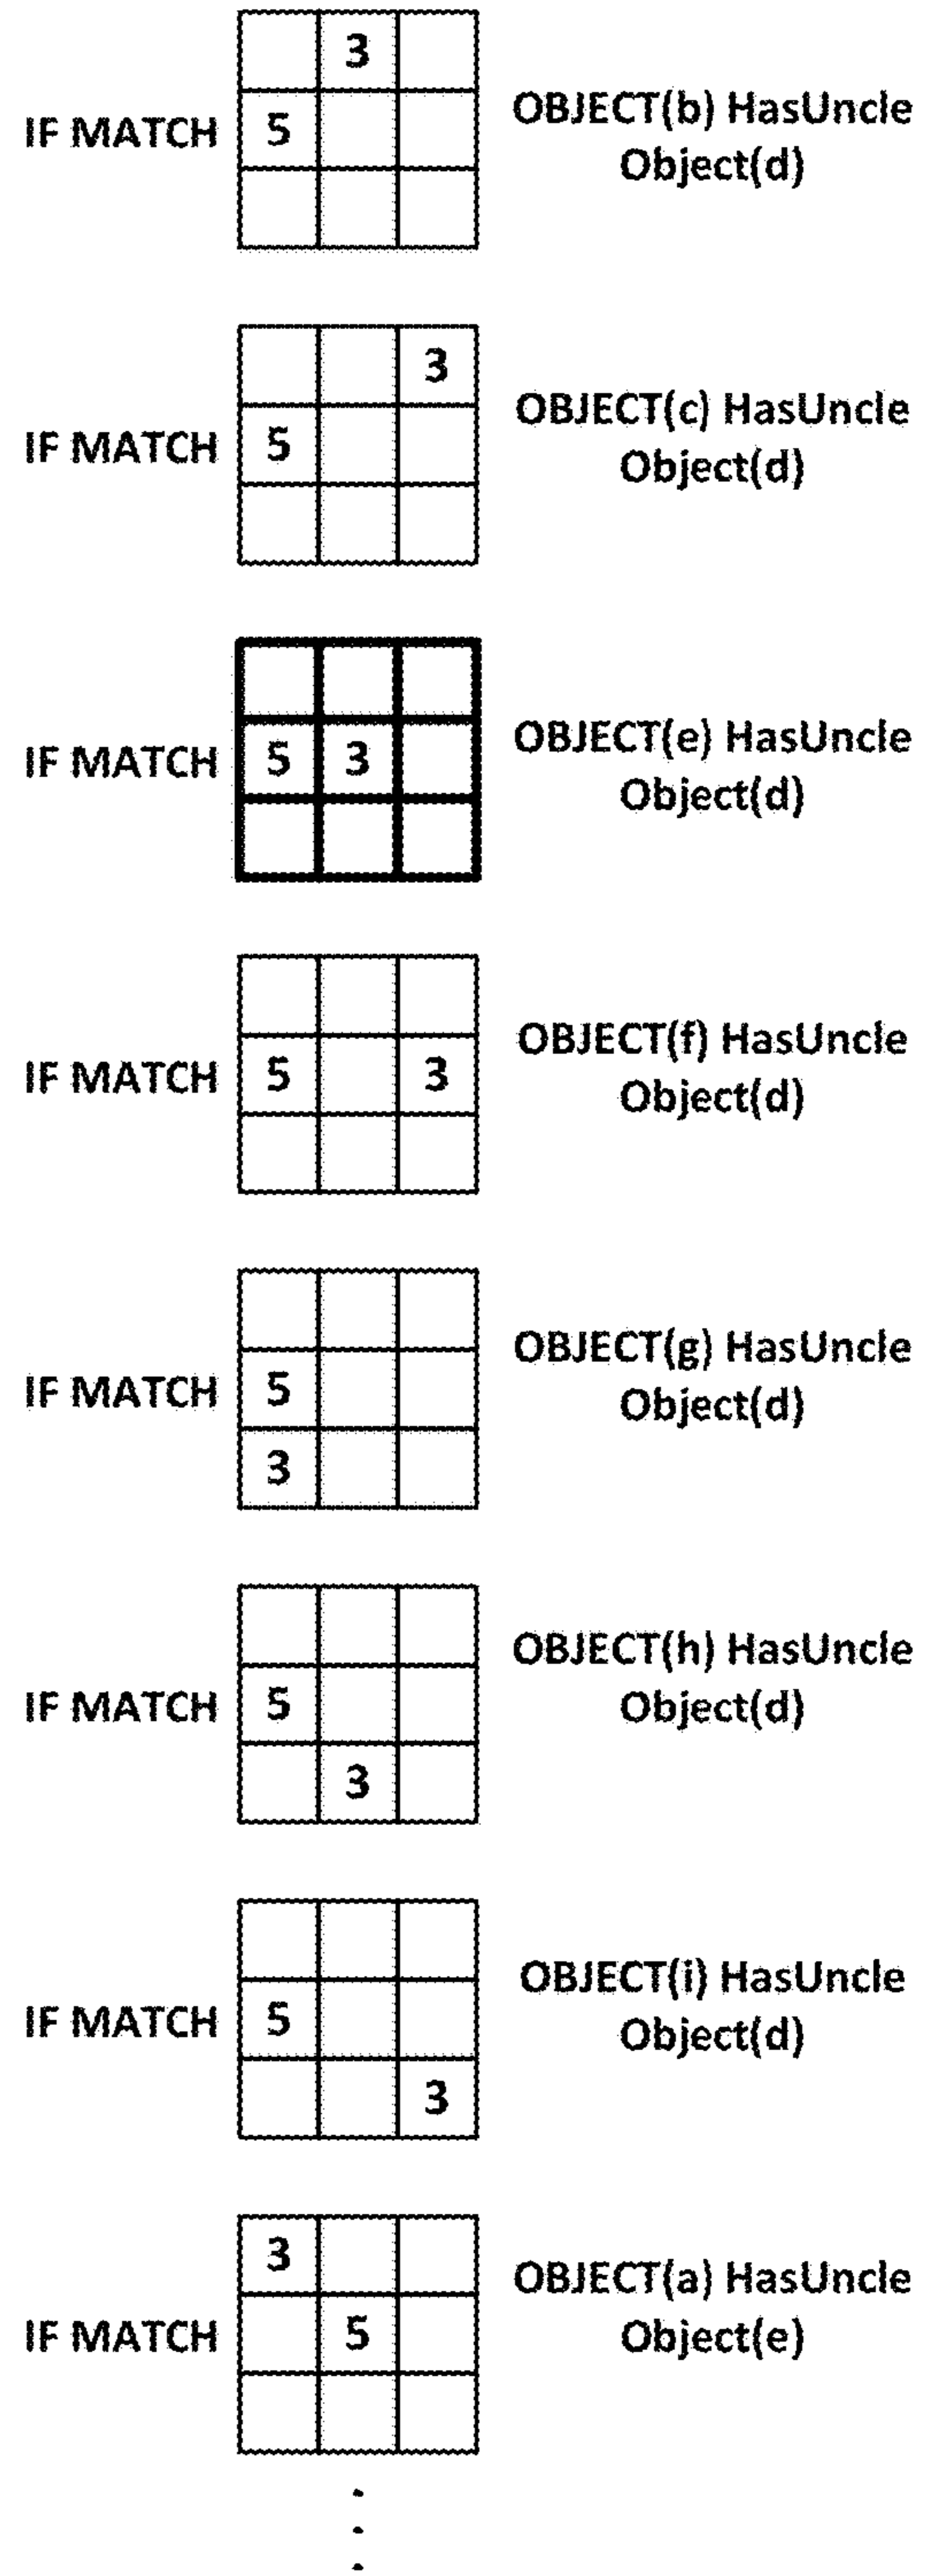 3
OBJECT(b) HasUncle
IF MATCH 5
Object(d)
3
OBJECT(c) HasUncle
IF MATCH 5
Object(d)
OBJECT(e) HasUncle
IF MATCH 5 3
Object(d)
OBJECT(f) HasUncle
IF MATCH 5 3
Object(d)
OBJECT(g) HasUncle
IF MATCH 5
Object(d)
3
OBJECT(h) HasUncle
IF MATCH 5
Object(d)
3
OBJECT(i) HasUncle
IF MATCH 5
Object(d)
3
3
OBJECT(a) HasUncle
IF MATCH 5
Object(e)